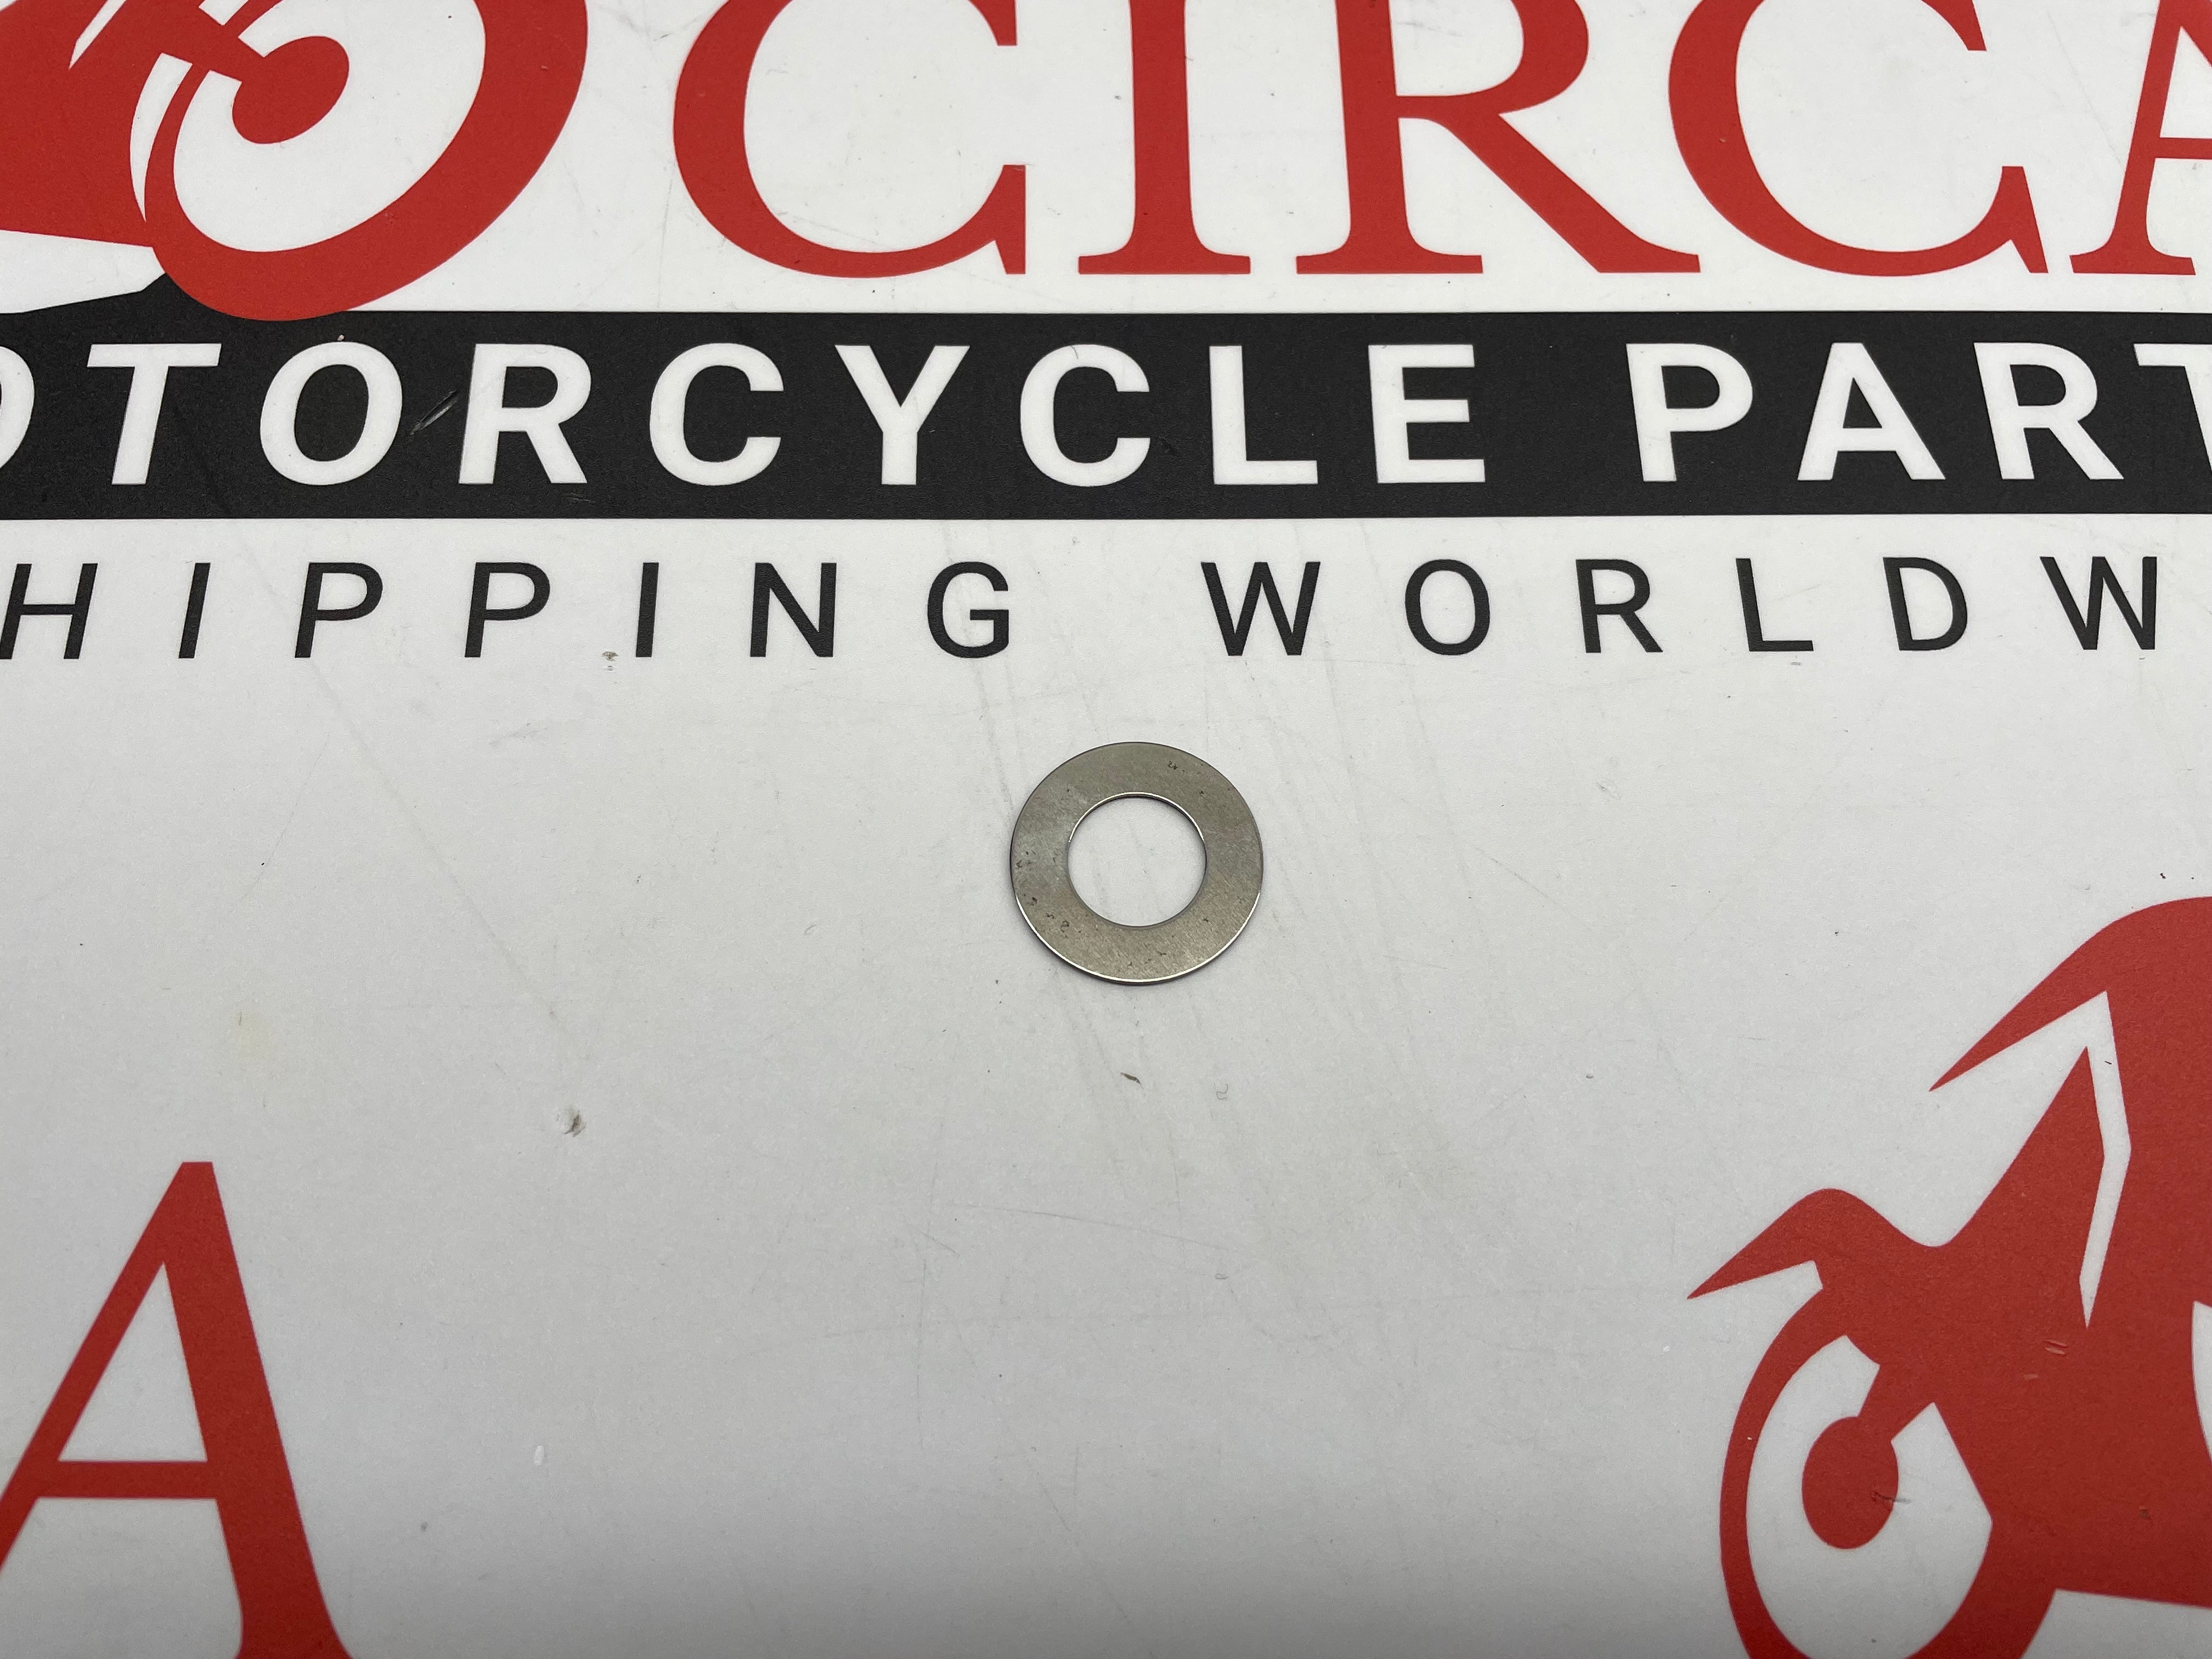 CIRCA
OTORCYCLE PART
HIPPING WORLDW
A